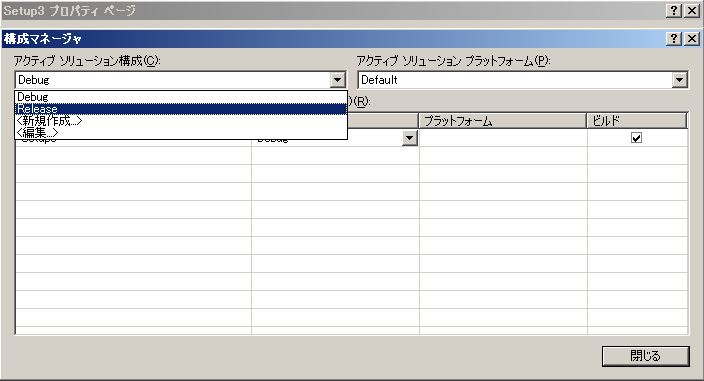 Setup3 プロパティ ページ
構成マネージャ
アクティブ ソリューション構成(C):
アクティブ ソリューション プラットフォーム(P):
Debug
Default
Debug
Release
<新規作成...>
<編集...>
)(R):
プラットフォーム
ビルド
Setup3
Debug
閉じる